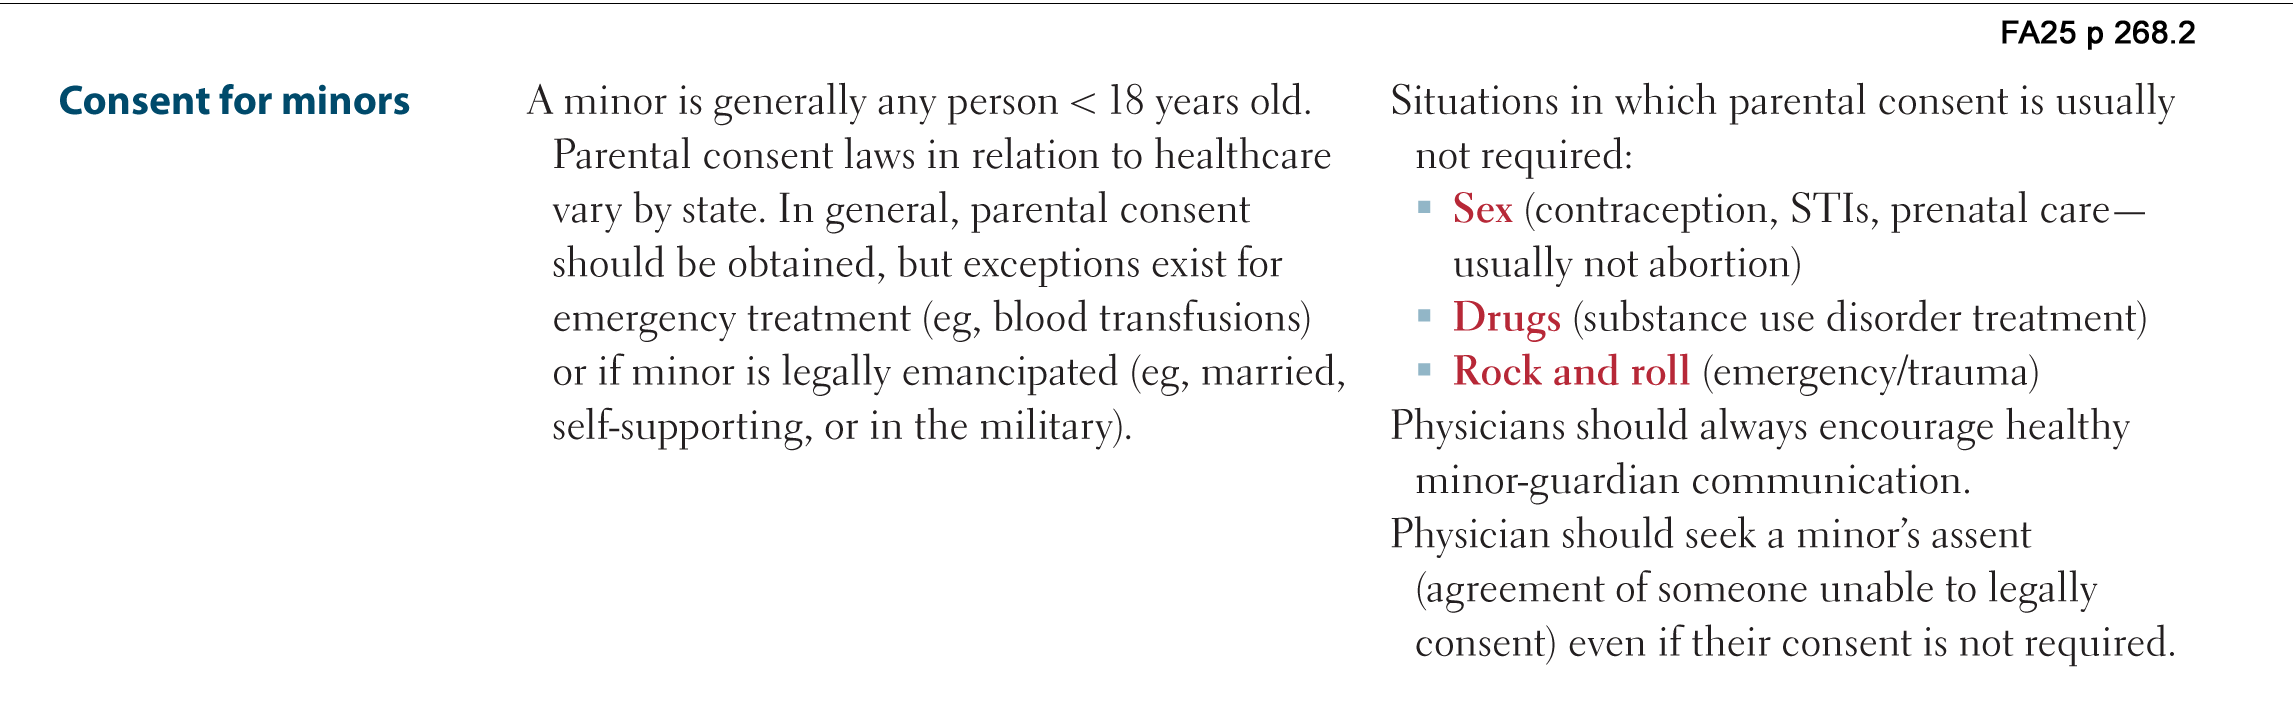 FA25 p 268.2
Consent for minors
A minor is generally any person < 18 years old.
Parental consent laws in relation to healthcare
vary by state. In general, parental consent
should be obtained, but exceptions exist for
emergency treatment (eg, blood transfusions)
or if minor is legally emancipated (eg, married,
self-supporting, or in the military).
Situations in which parental consent is usually
not required:
▪ Sex (contraception, STIs, prenatal care—
usually not abortion)
▪ Drugs (substance use disorder treatment)
▪ Rock and roll (emergency/trauma)
Physicians should always encourage healthy
minor-guardian communication.
Physician should seek a minor’s assent
(agreement of someone unable to legally
consent) even if their consent is not required.